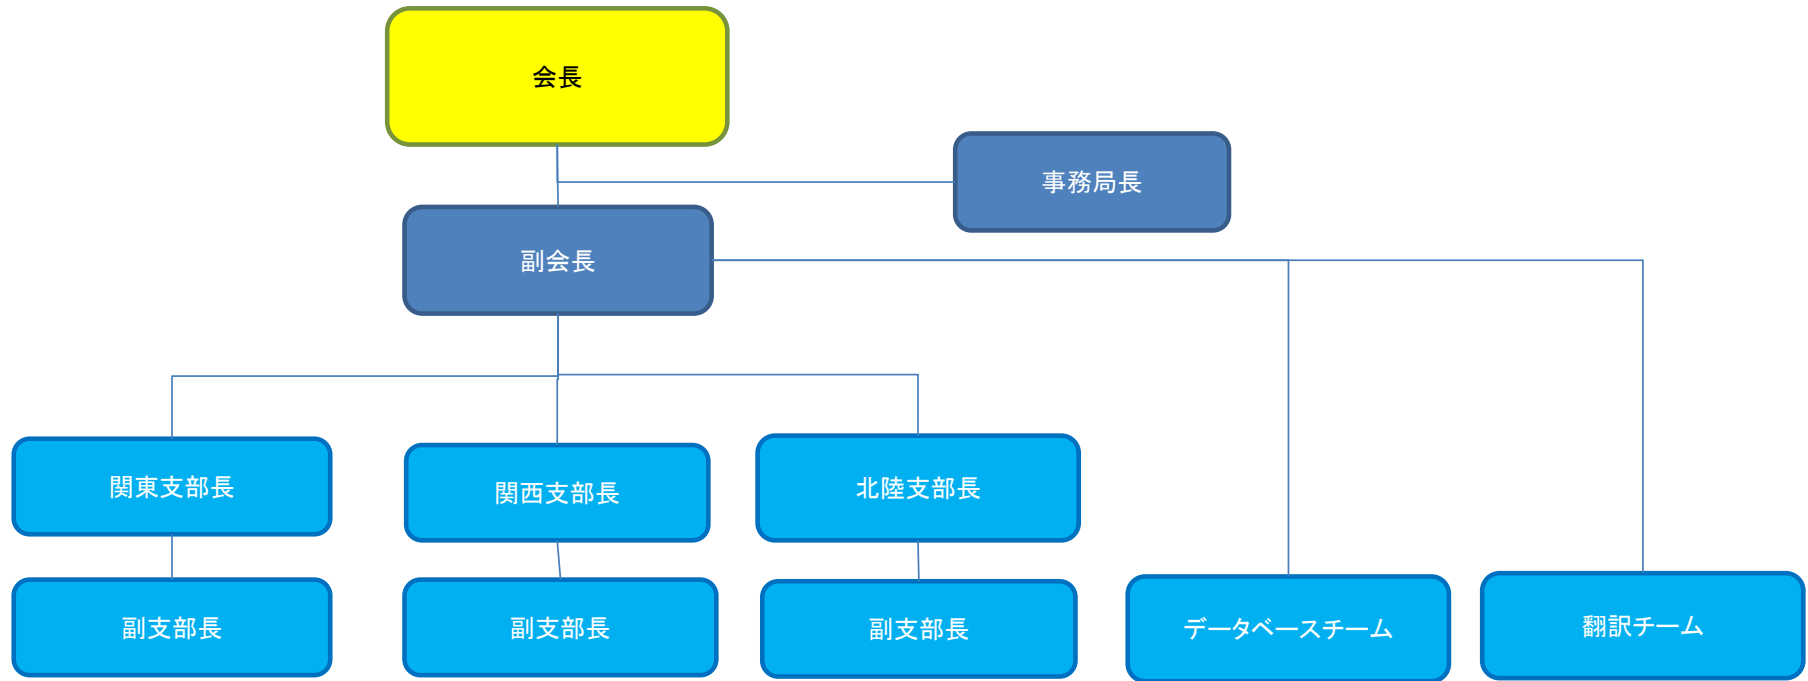 会長
事務局長
副会長
関東支部長
関西支部長
北陸支部長
副支部長
副支部長
副支部長
データベースチーム
翻訳チーム